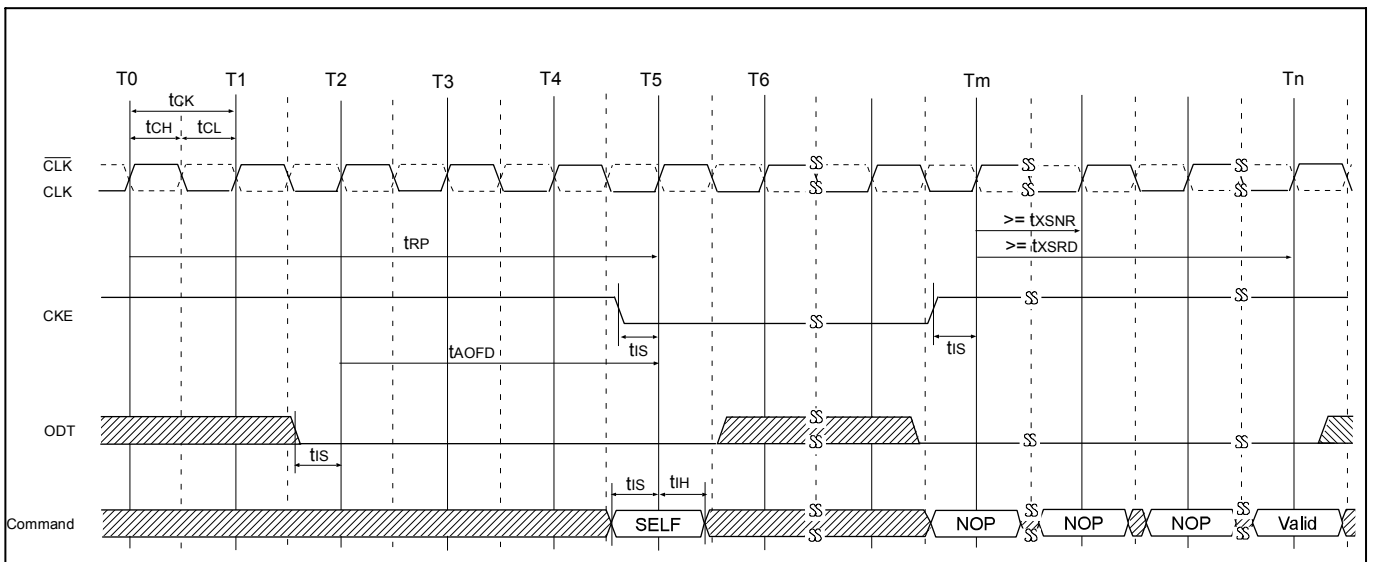 T0 T1 T2 T3 T4 T5 T6 Tm Tn
tCK
tCH tCL
CLK
CLK
>= tXSNR
tRP >= tXSRD
CKE
tIS tIS
tAOFD
ODT
tIS
tIS tIH
Command SELF NOP NOP NOP Valid